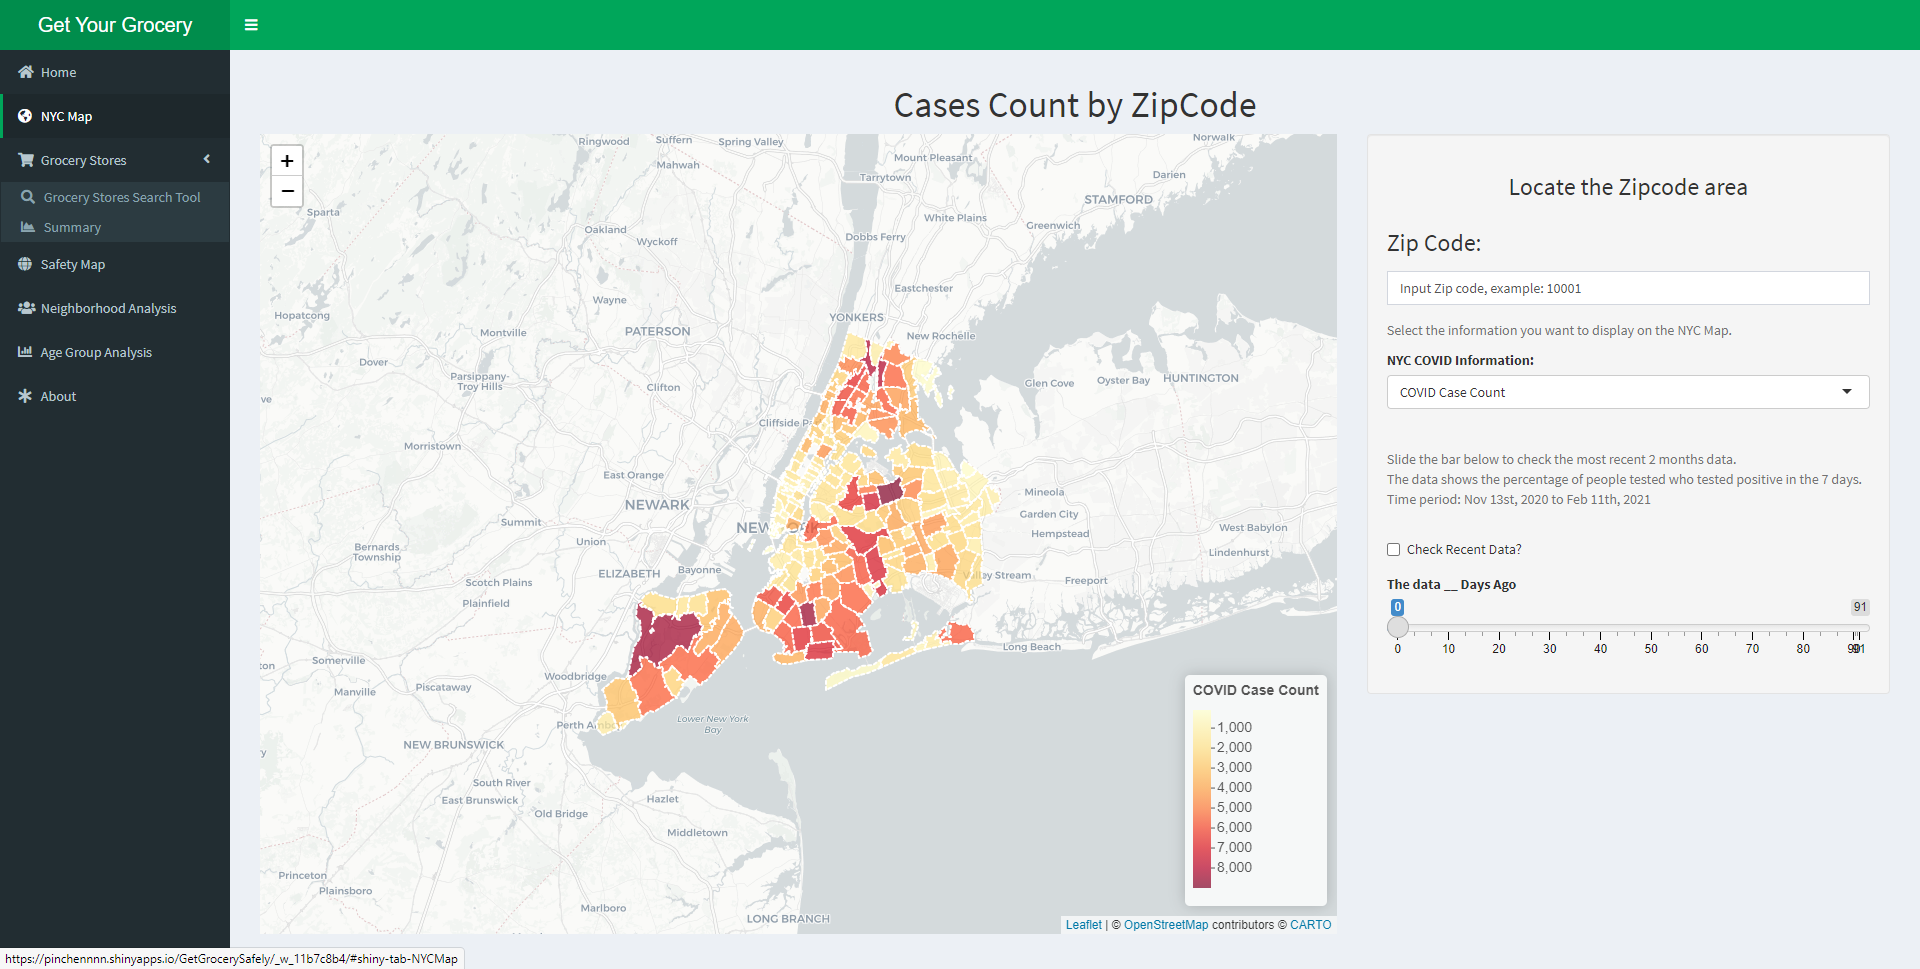 Get Your Grocery
Home
NYC Map
Grocery Stores
Grocery Stores Search Tool
Summary
Safety Map
Neighborhood Analysis
Age Group Analysis
About
Cases Count by ZipCode
+
−
Ringwood
Suffern
Spring Valley
Norwalk
Mahwah
Mount Pleasant
Tarrytown
Darien
STAMFORD
Sparta
White Plains
Greenwich
Oakland
Wyckoff
Dobbs Ferry
Eastchester
Wayne
Hopatcong
YONKERS
Montville
PATERSON
New Rochelle
Dover
Parsippany-
Troy Hills
Clifton
Glen Cove
Oyster Bay
HUNTINGTON
ve
Cliffside P
Morristown
East Orange
Mineola
NEWARK
Garden City
Summit
NEW
Hempstead
West Babylon
Union
Bernards
Township
Lindenhurst
ELIZABETH
Bayonne
Valley Stream
Freeport
Scotch Plains
Plainfield
Long Beach
Somerville
on
Woodbridge
Manville
Piscataway
Perth Amb
Lower New York
Bay
NEW BRUNSWICK
y
South River
East Brunswick
Hazlet
Old Bridge
Middletown
Princeton
Plainsboro
Marlboro
LONG BRANCH
COVID Case Count
1,000
2,000
3,000
4,000
5,000
6,000
7,000
8,000
Leaflet | © OpenStreetMap contributors © CARTO
Locate the Zipcode area
Zip Code:
Input Zip code, example: 10001
Select the information you want to display on the NYC Map.
NYC COVID Information:
COVID Case Count
Slide the bar below to check the most recent 2 months data.
The data shows the percentage of people tested who tested positive in the 7 days.
Time period: Nov 13st, 2020 to Feb 11th, 2021
Check Recent Data?
The data __ Days Ago
0 91
0 10 20 30 40 50 60 70 80 90 91
https://pinchennnn.shinyapps.io/GetGrocerySafely/_w_11b7c8b4/#shiny-tab-NYCMap